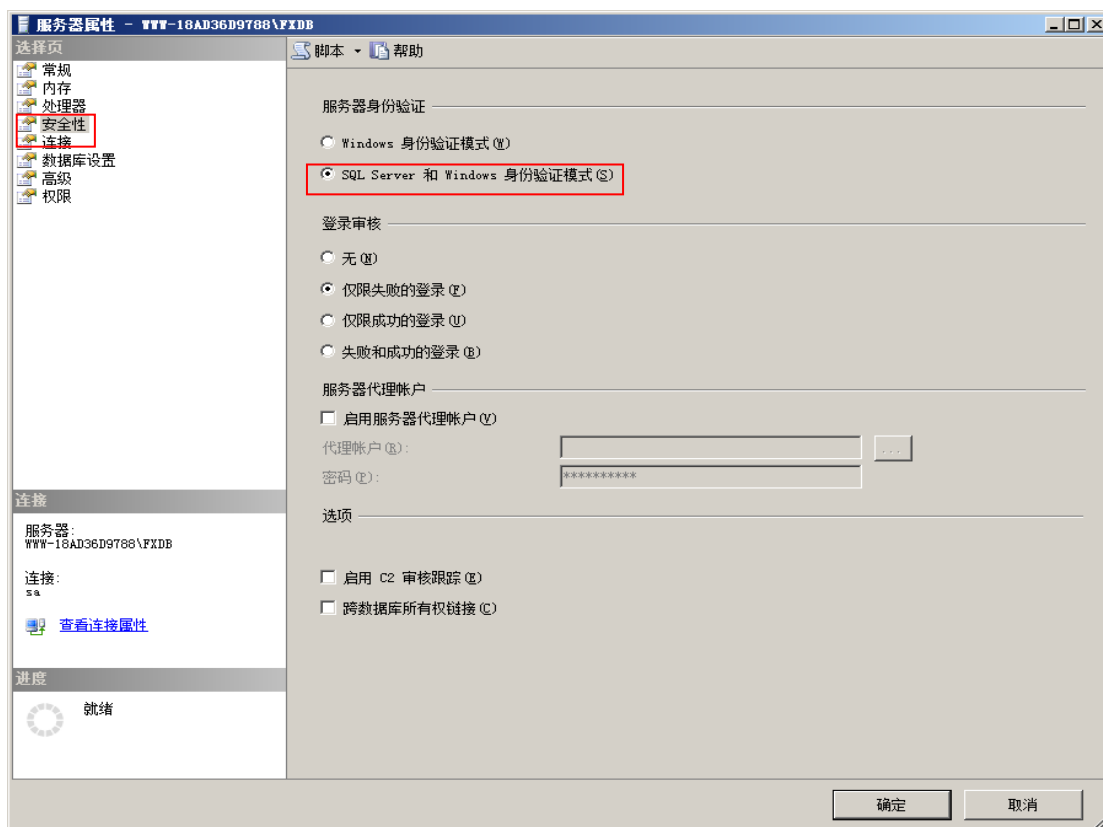 服务器属性 - WWW-18AD36D9788\FXDB
选择页
常规
内存
处理器
安全性
连接
数据库设置
高级
权限
脚本 帮助
服务器身份验证
Windows 身份验证模式(W)
SQL Server 和 Windows 身份验证模式(S)
登录审核
无(N)
仅限失败的登录(F)
仅限成功的登录(U)
失败和成功的登录(B)
服务器代理帐户
启用服务器代理帐户(V)
代理帐户(R):
...
密码(P):
**********
选项
启用 C2 审核跟踪(E)
跨数据库所有权链接(C)
连接
服务器:
WWW-18AD36D9788\FXDB
连接:
sa
查看连接属性
进度
就绪
确定
取消